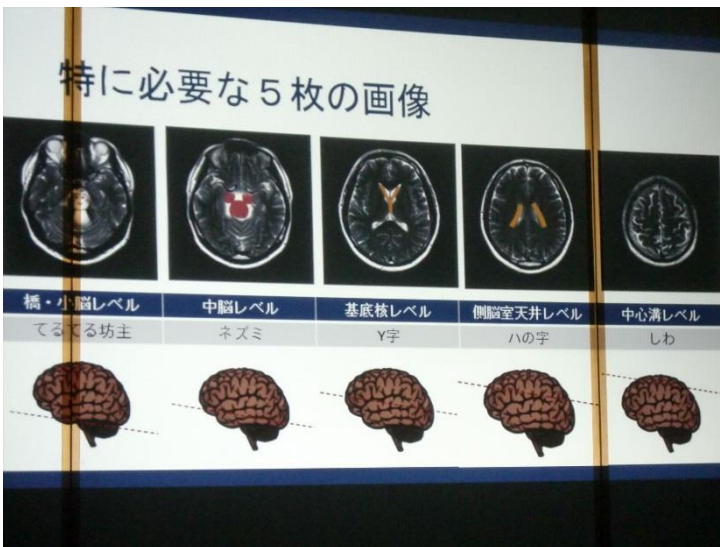 特に必要な５枚の画像
橋・小脳レベル 中脳レベル 基底核レベル 側脳室天井レベル 中心溝レベル
てるてる坊主 ネズミ Y字 ハの字 しわ